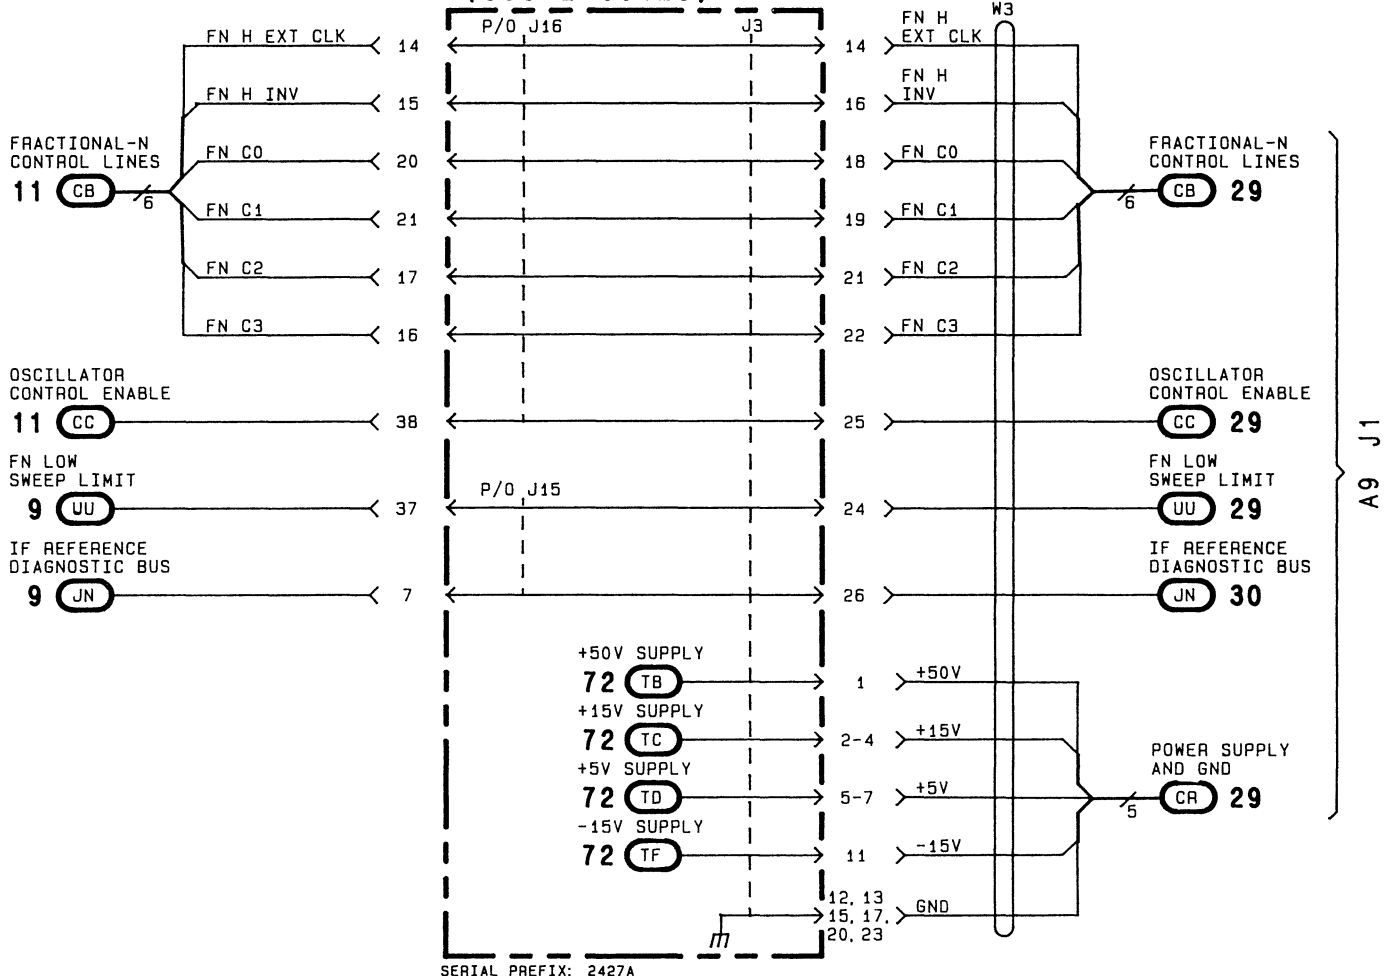 P/O J16
J3
W3
FN H EXT CLK
14
14
FN H
EXT CLK
FN H INV
15
16
FN H
INV
FRACTIONAL-N
CONTROL LINES
11 CB
6
FN C0
20
18
FN C0
FRACTIONAL-N
CONTROL LINES
CB 29
6
FN C1
21
19
FN C1
FN C2
17
21
FN C2
FN C3
16
22
FN C3
OSCILLATOR
CONTROL ENABLE
11 CC
38
25
OSCILLATOR
CONTROL ENABLE
CC 29
FN LOW
SWEEP LIMIT
9 UU
37
P/O J15
24
FN LOW
SWEEP LIMIT
UU 29
IF REFERENCE
DIAGNOSTIC BUS
9 JN
7
26
IF REFERENCE
DIAGNOSTIC BUS
JN 30
A9 J1
+50V SUPPLY
72 TB
1
+50V
+15V SUPPLY
72 TC
2-4
+15V
+5V SUPPLY
72 TD
5-7
+5V
POWER SUPPLY
AND GND
CR 29
5
-15V SUPPLY
72 TF
11
-15V
12, 13
15, 17,
20, 23
GND
SERIAL PREFIX: 2427A